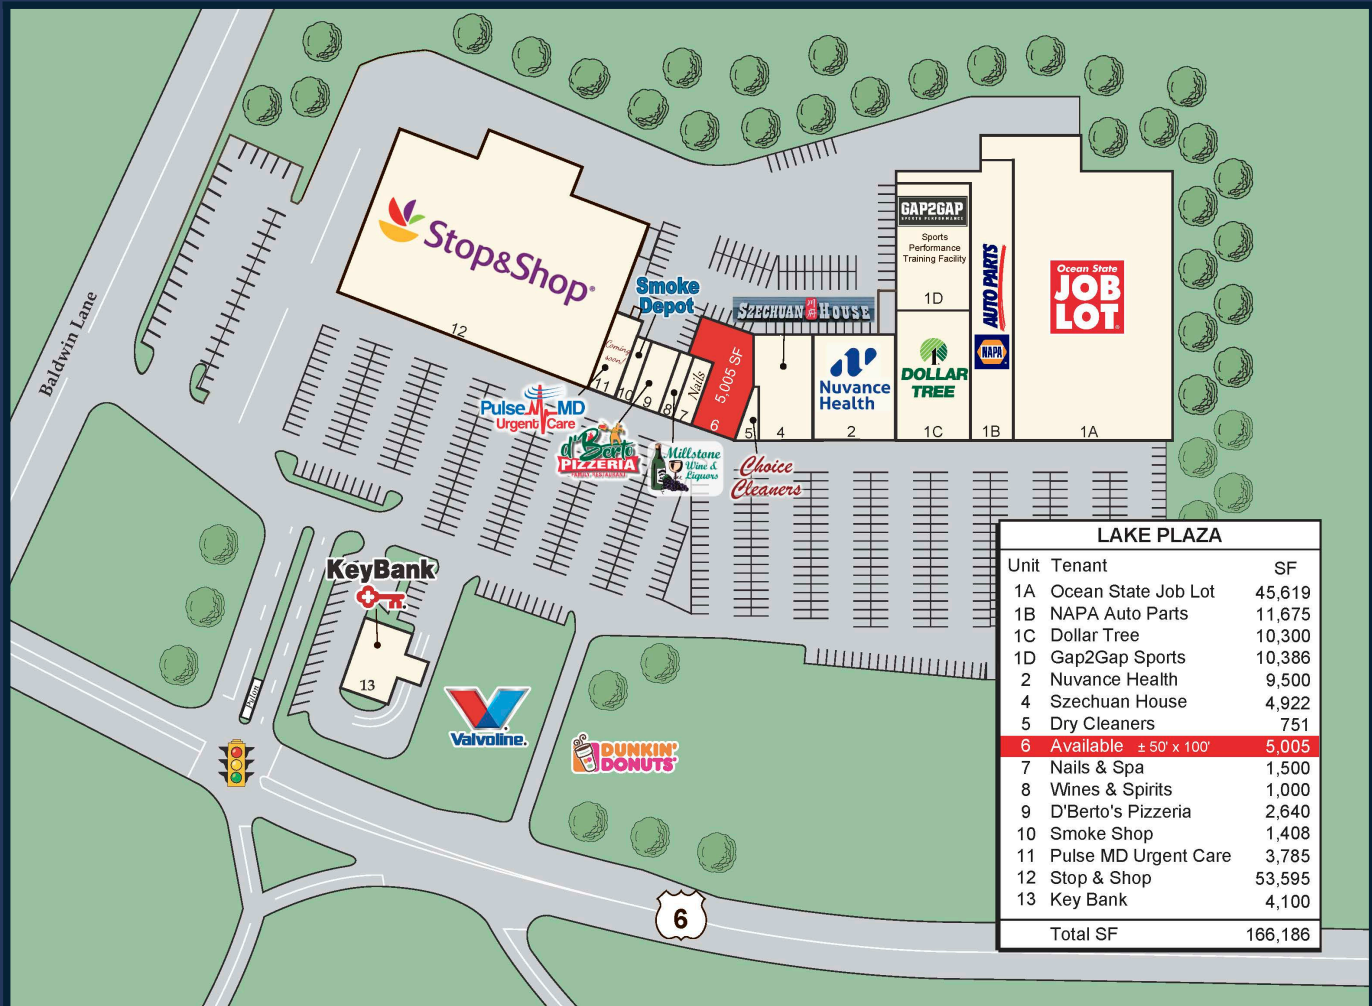 Baldwin Lane
Stop&Shop®
12
Smoke
Depot
Coming
soon!
11
10
9
8
7
Nails
5,005 SF
6
5
4
2
SZECHUAN HOUSE
Nuvance
Health
GAP2GAP
SPORTS PERFORMANCE
Sports
Performance
Training Facility
1D
DOLLAR
TREE
1C
AUTO PARTS
NAPA
1B
Ocean State
JOB
LOT
1A
PulseMD
Urgent Care
d'Berto
PIZZERIA
Millstone
Wine &
Liquors
Choice
Cleaners
KeyBank
13
Pylon
Valvoline.
DUNKIN'
DONUTS
6
LAKE PLAZA
Unit Tenant SF
1A Ocean State Job Lot 45,619
1B NAPA Auto Parts 11,675
1C Dollar Tree 10,300
1D Gap2Gap Sports 10,386
2 Nuvance Health 9,500
4 Szechuan House 4,922
5 Dry Cleaners 751
6 Available ± 50' x 100' 5,005
7 Nails & Spa 1,500
8 Wines & Spirits 1,000
9 D'Berto's Pizzeria 2,640
10 Smoke Shop 1,408
11 Pulse MD Urgent Care 3,785
12 Stop & Shop 53,595
13 Key Bank 4,100
Total SF 166,186